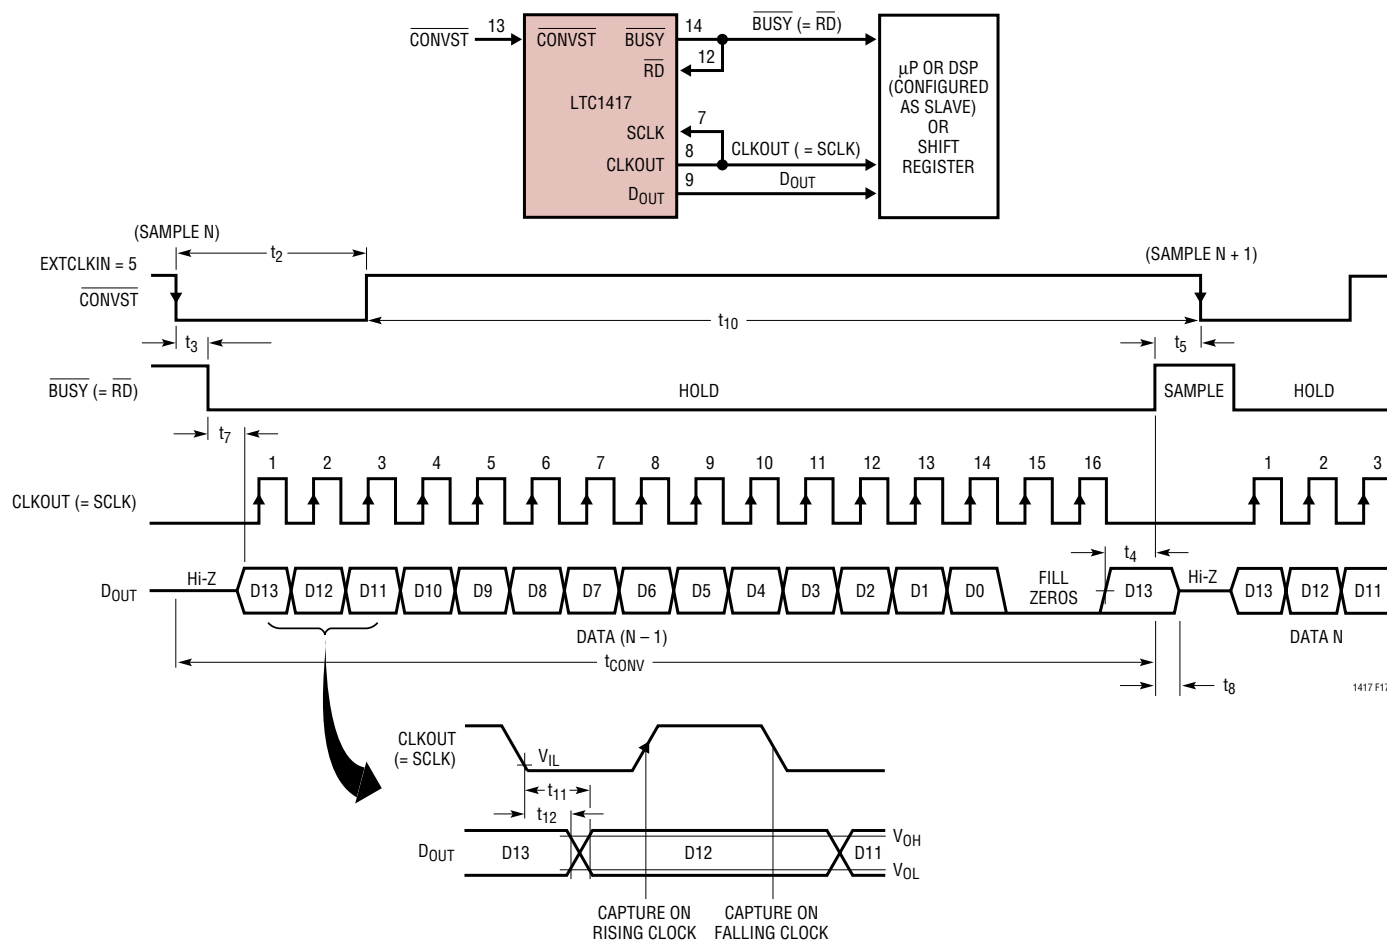 CONVST 13 CONVST BUSY 14 BUSY (= RD)
RD 12
LTC1417
SCLK 7
CLKOUT 8 CLKOUT ( = SCLK)
DOUT 9 DOUT
µP OR DSP
(CONFIGURED
AS SLAVE)
OR
SHIFT
REGISTER
(SAMPLE N) (SAMPLE N + 1)
EXTCLKIN = 5 t2
CONVST
t10
t3 t5
BUSY (= RD) HOLD SAMPLE HOLD
t7
1 2 3 4 5 6 7 8 9 10 11 12 13 14 15 16 1 2 3
CLKOUT (= SCLK)
t4
DOUT Hi-Z D13 D12 D11 D10 D9 D8 D7 D6 D5 D4 D3 D2 D1 D0 FILL ZEROS D13 Hi-Z D13 D12 D11
DATA (N – 1) DATA N
tCONV
t8
1417 F17
CLKOUT
(= SCLK)
VIL
t11
t12
DOUT D13 D12 D11
VOH
VOL
CAPTURE ON
RISING CLOCK
CAPTURE ON
FALLING CLOCK